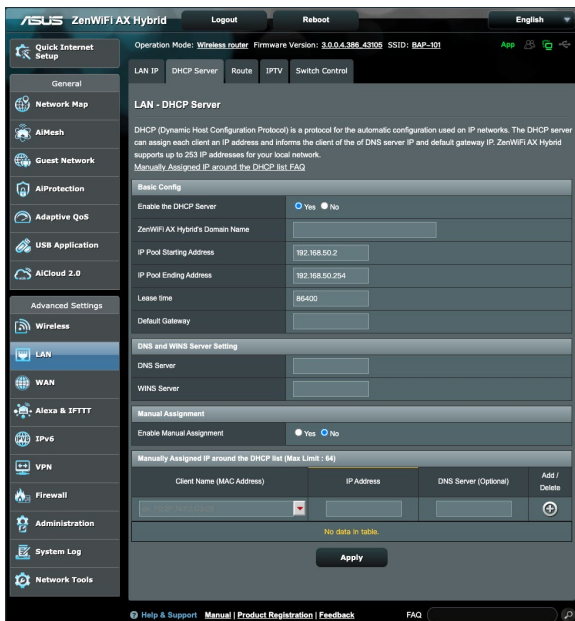 ASUS ZenWiFi AX Hybrid Logout Reboot English
Quick Internet Setup
Operation Mode: Wireless router Firmware Version: 3.0.0.4.386_43105 SSID: BAP-101 App
LAN IP DHCP Server Route IPTV Switch Control
General
Network Map
AiMesh
Guest Network
AiProtection
Adaptive QoS
USB Application
AiCloud 2.0
Advanced Settings
Wireless
LAN
WAN
Alexa & IFTTT
IPv6
VPN
Firewall
Administration
System Log
Network Tools
LAN - DHCP Server
DHCP (Dynamic Host Configuration Protocol) is a protocol for the automatic configuration used on IP networks. The DHCP server
can assign each client an IP address and informs the client of the of DNS server IP and default gateway IP. ZenWiFi AX Hybrid
supports up to 253 IP addresses for your local network.
Manually Assigned IP around the DHCP list FAQ
Basic Config
Enable the DHCP Server Yes No
ZenWiFi AX Hybrid's Domain Name
IP Pool Starting Address 192.168.50.2
IP Pool Ending Address 192.168.50.254
Lease time 86400
Default Gateway
DNS and WINS Server Setting
DNS Server
WINS Server
Manual Assignment
Enable Manual Assignment Yes No
Manually Assigned IP around the DHCP list (Max Limit : 64)
Client Name (MAC Address) IP Address DNS Server (Optional) Add / Delete
No data in table.
Apply
Help & Support Manual | Product Registration | Feedback FAQ